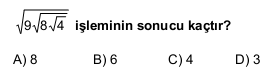 √(9√(8√4)) işleminin sonucu kaçtır?
A) 8 B) 6 C) 4 D) 3